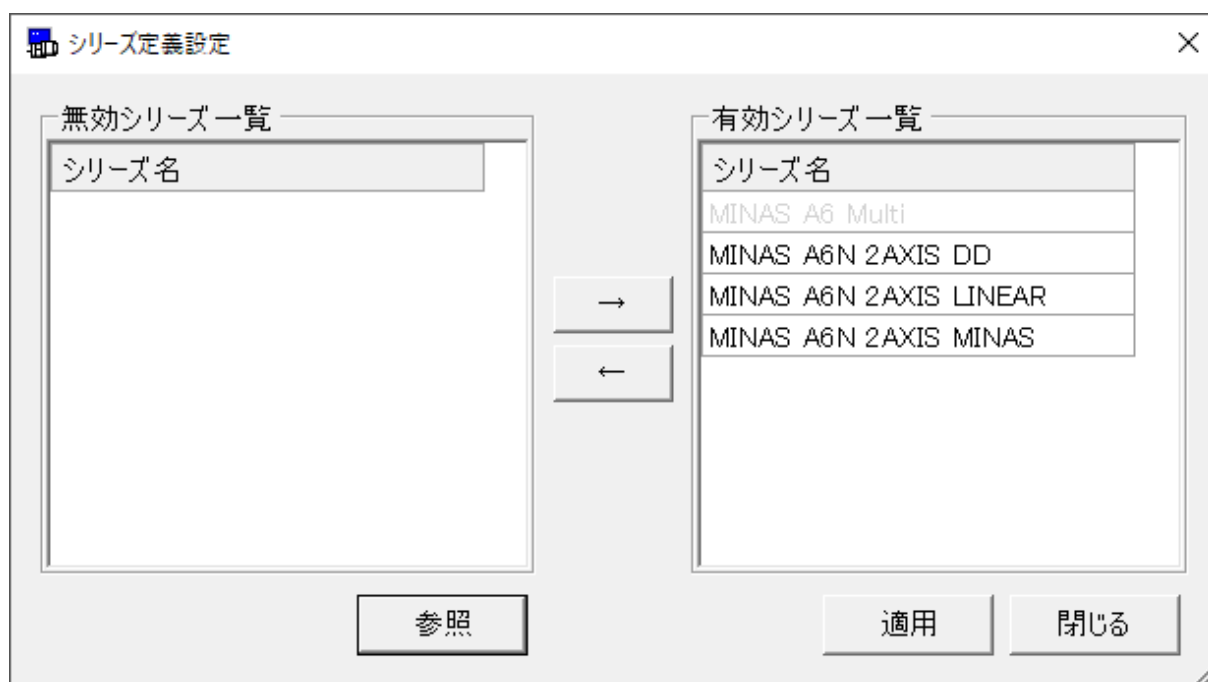 シリーズ定義設定
無効シリーズ一覧
シリーズ名
→
←
有効シリーズ一覧
シリーズ名
MINAS A6 Multi
MINAS A6N 2AXIS DD
MINAS A6N 2AXIS LINEAR
MINAS A6N 2AXIS MINAS
参照
適用
閉じる